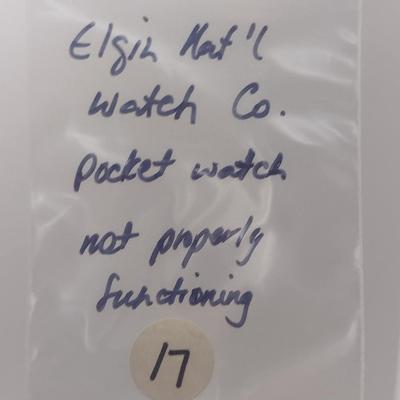 Elgin Nat'l
Watch Co.
Pocket watch
not properly
functioning
17